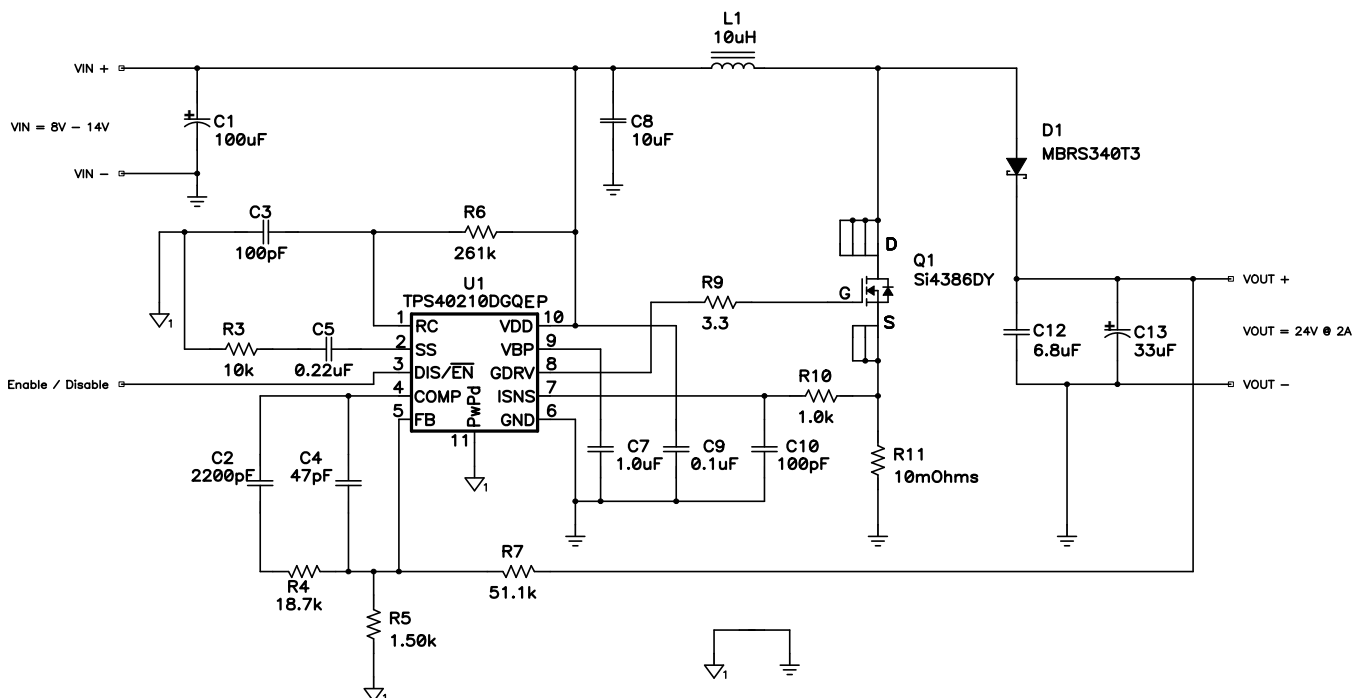 L1
10uH
VIN +
C1
100uF
VIN = 8V - 14V
VIN -
C8
10uF
D1
MBRS340T3
C3
100pF
R6
261k
D
Q1
Si4386DY
G
S
R9
3.3
U1
TPS40210DGQEP
1 RC VDD 10
2 SS VBP 9
3 DIS/EN GDRV 8
4 COMP ISNS 7
5 FB GND 6
PwPd
11
1
R3
10k
C5
0.22uF
Enable / Disable
VOUT +
C12
6.8uF
C13
33uF
VOUT = 24V @ 2A
VOUT -
R10
1.0k
C2
2200pF
C4
47pF
1
C7
1.0uF
C9
0.1uF
C10
100pF
R11
10mOhms
R4
18.7k
R7
51.1k
R5
1.50k
1
1